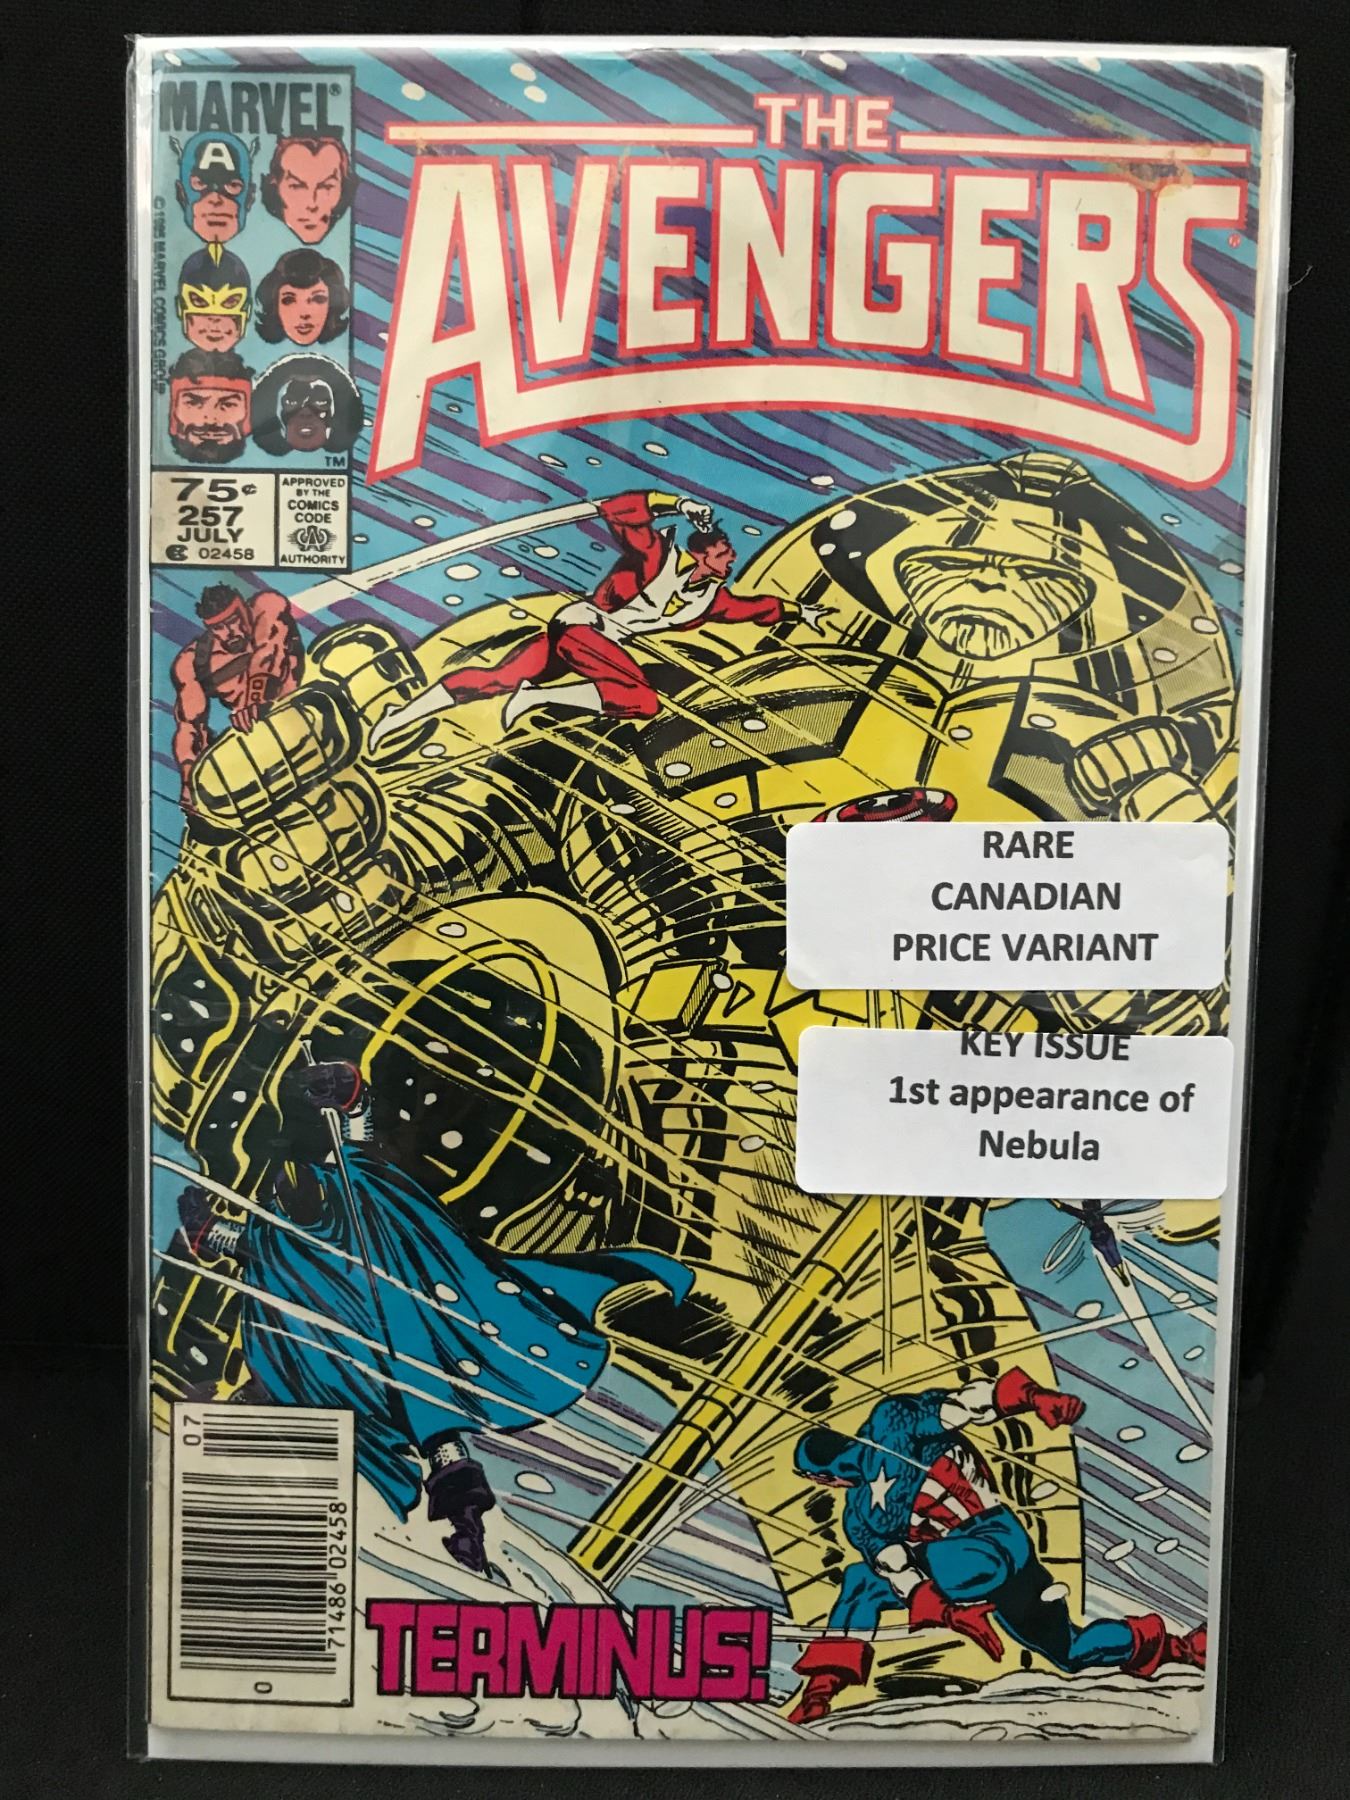 MARVEL®
THE
AVENGERS®
A
© 1985 MARVEL COMICS GROUP
TM
75¢
257
JULY
02458
APPROVED
BY THE
COMICS
CODE
AUTHORITY
RARE
CANADIAN
PRICE VARIANT
KEY ISSUE
1st appearance of
Nebula
07
71486 02458
0
TERMINUS!